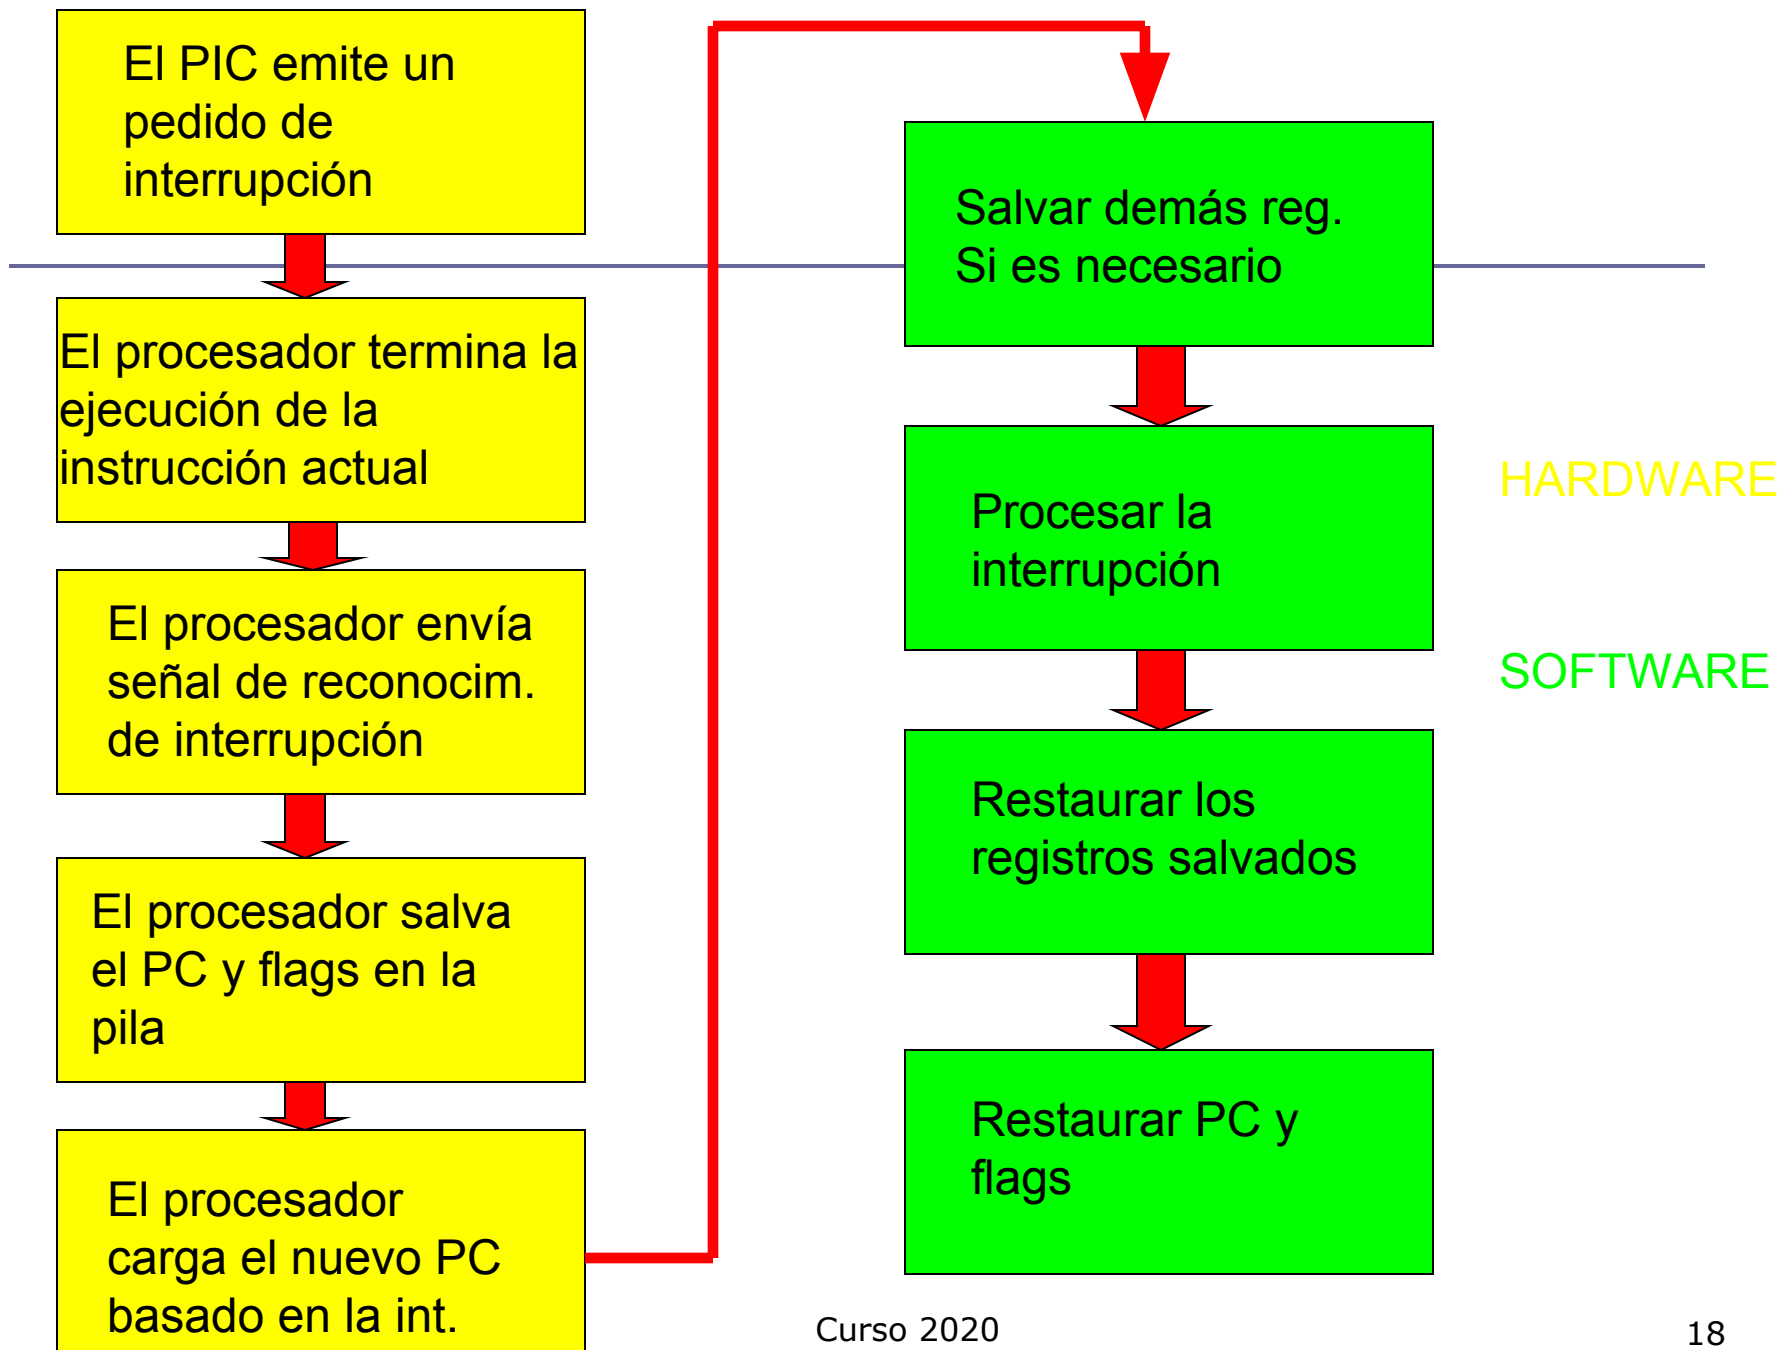 El PIC emite un
pedido de
interrupción
El procesador termina la
ejecución de la
instrucción actual
El procesador envía
señal de reconocim.
de interrupción
El procesador salva
el PC y flags en la
pila
El procesador
carga el nuevo PC
basado en la int.
Salvar demás reg.
Si es necesario
Procesar la
interrupción
Restaurar los
registros salvados
Restaurar PC y
flags
HARDWARE
SOFTWARE
Curso 2020
18